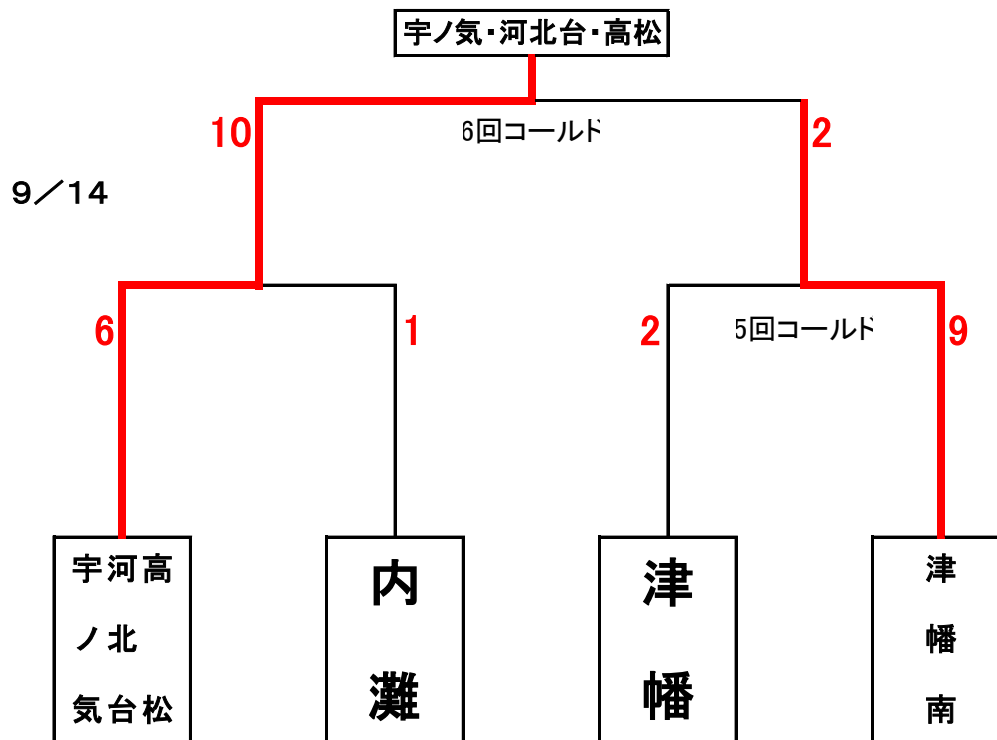 宇ノ気・河北台・高松
10
6回コールド
2
9／14
6
1
2
5回コールド
9
宇ノ気
河北台
高松
内灘
津幡
津幡南